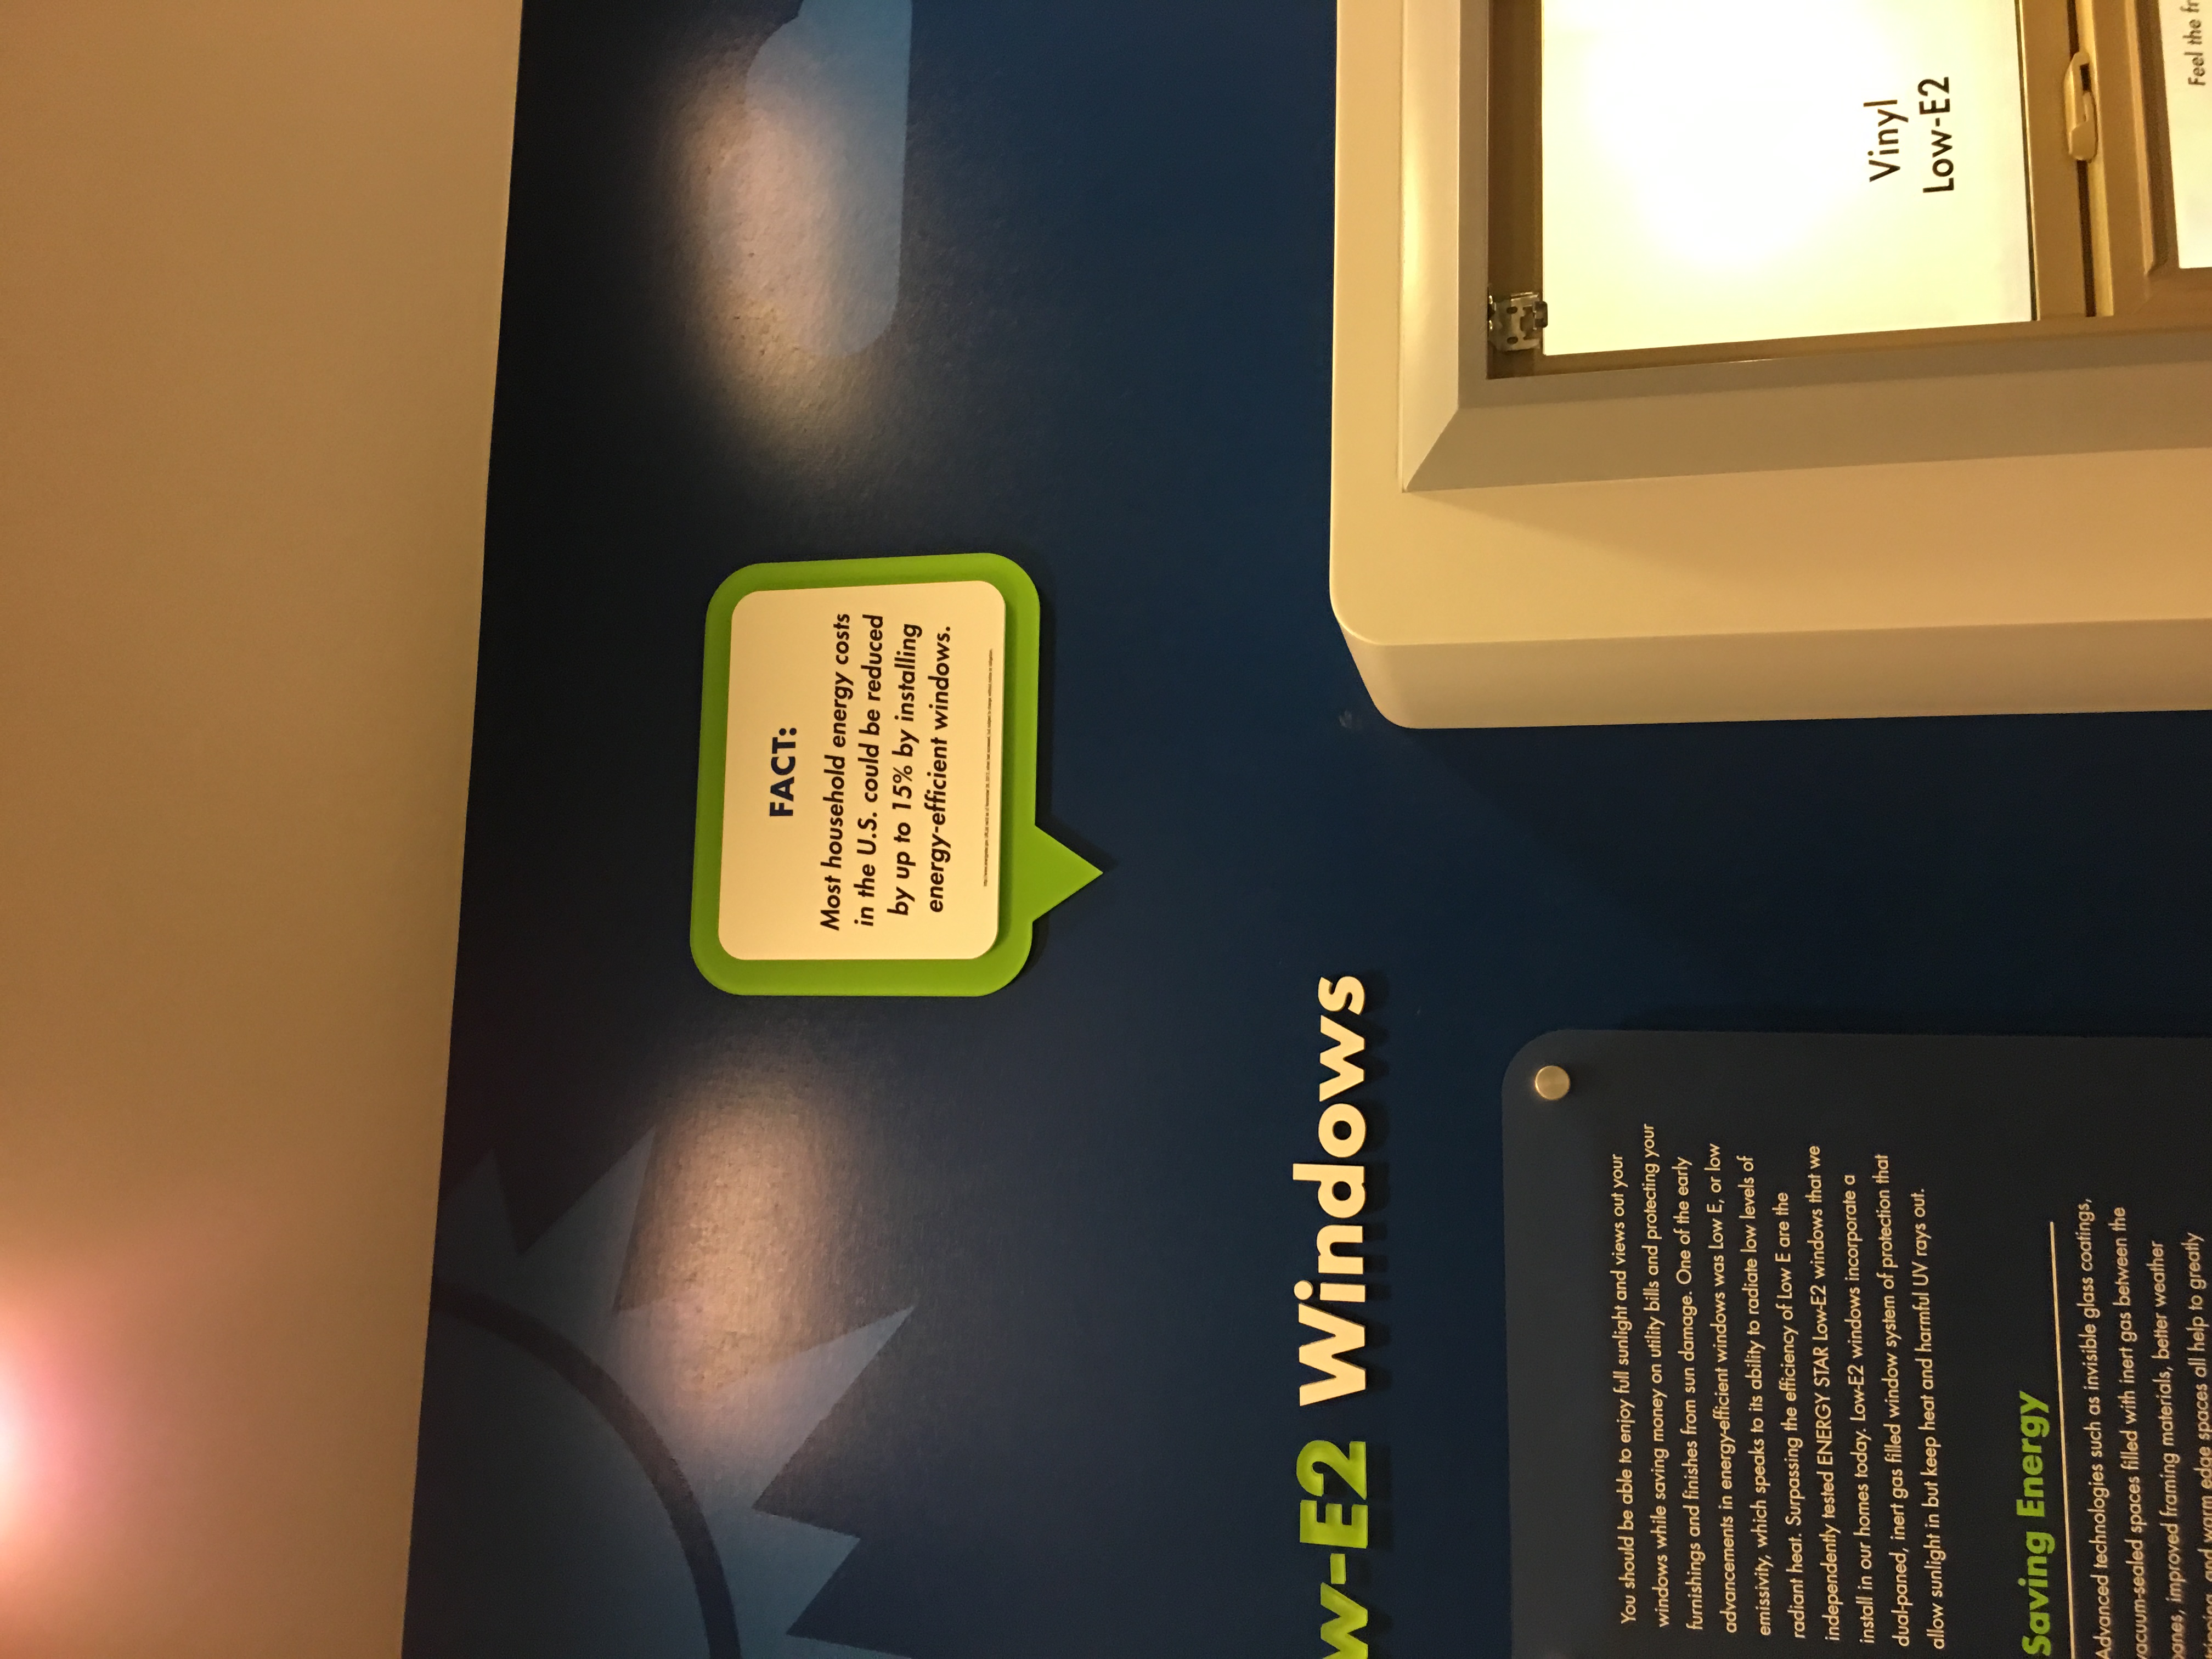 FACT:
Most household energy costs
in the U.S. could be reduced
by up to 15% by installing
energy-efficient windows.
w-E2 Windows
You should be able to enjoy full sunlight and views out your
windows while saving money on utility bills and protecting your
furnishings and finishes from sun damage. One of the early
advancements in energy-efficient windows was Low E, or low
emissivity, which speaks to its ability to radiate low levels of
radiant heat. Surpassing the efficiency of Low E are the
independently tested ENERGY STAR Low-E2 windows that we
install in our homes today. Low-E2 windows incorporate a
dual-paned, inert gas filled window system of protection that
allow sunlight in but keep heat and harmful UV rays out.
Saving Energy
Advanced technologies such as invisible glass coatings,
vacuum-sealed spaces filled with inert gas between the
panes, improved framing materials, better weather
and warm edge spaces all help to greatly
Vinyl
Low-E2
Feel the